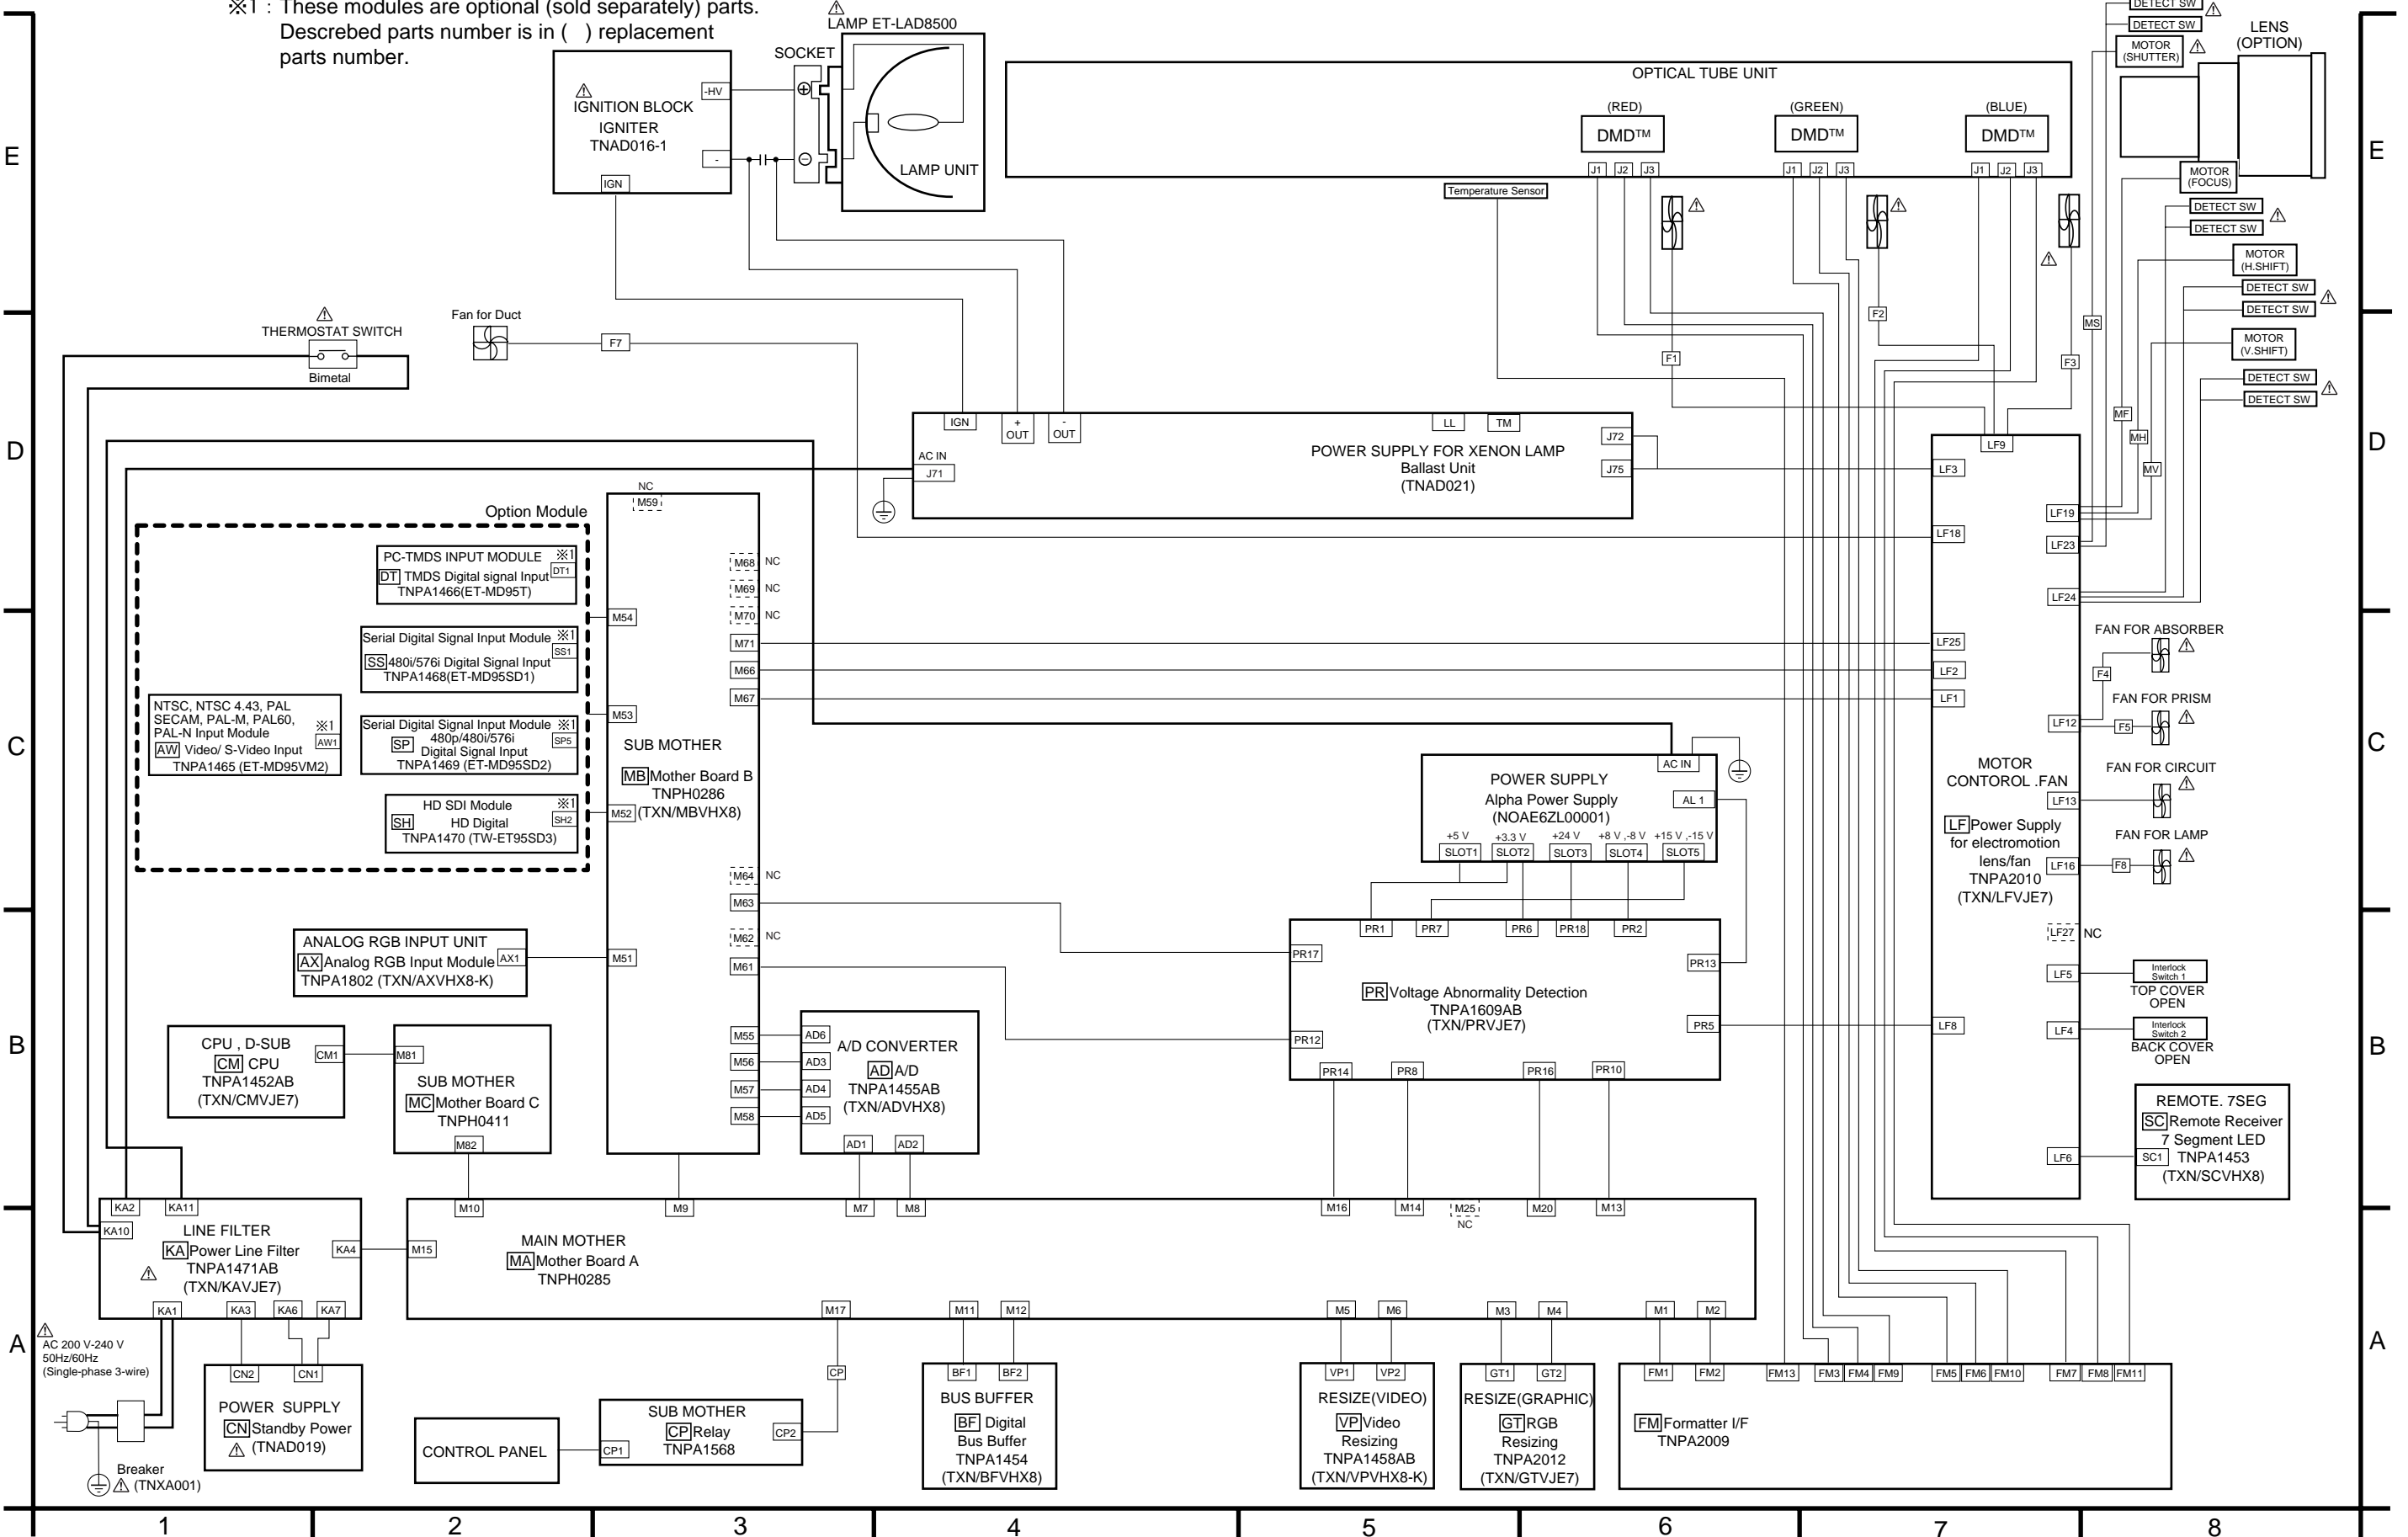 ※1 : These modules are optional (sold separately) parts.
Descrebed parts number is in (   ) replacement
parts number.
E
D
C
B
A
E
D
C
B
A
1
2
3
4
5
6
7
8
⚠
LAMP ET-LAD8500
SOCKET
⚠
IGNITION BLOCK
IGNITER
TNAD016-1
-HV
-
IGN
+
−
LAMP UNIT
OPTICAL TUBE UNIT
(RED)
DMD™
J1 J2 J3
(GREEN)
DMD™
J1 J2 J3
(BLUE)
DMD™
J1 J2 J3
Temperature Sensor
⚠
⚠
⚠
F1
F2
F3
DETECT SW
DETECT SW
⚠
MOTOR
(SHUTTER)
⚠
LENS
(OPTION)
MOTOR
(FOCUS)
DETECT SW
DETECT SW
⚠
MOTOR
(H.SHIFT)
DETECT SW
DETECT SW
⚠
MOTOR
(V.SHIFT)
DETECT SW
DETECT SW
⚠
MS
MF
MH
MV
⚠
THERMOSTAT SWITCH
Bimetal
Fan for Duct
F7
IGN
+
OUT
-
OUT
LL
TM
AC IN
J71
POWER SUPPLY FOR XENON LAMP
Ballast Unit
(TNAD021)
J72
J75
Option Module
PC-TMDS INPUT MODULE ※1
DT TMDS Digital signal Input DT1
TNPA1466(ET-MD95T)
Serial Digital Signal Input Module ※1
SS1
SS 480i/576i Digital Signal Input
TNPA1468(ET-MD95SD1)
NTSC, NTSC 4.43, PAL
SECAM, PAL-M, PAL60, ※1
PAL-N Input Module
AW Video/ S-Video Input AW1
TNPA1465 (ET-MD95VM2)
Serial Digital Signal Input Module ※1
480p/480i/576i SP5
SP Digital Signal Input
TNPA1469 (ET-MD95SD2)
HD SDI Module ※1
SH HD Digital SH2
TNPA1470 (TW-ET95SD3)
NC
M59
M68 NC
M69 NC
M70 NC
M54
M71
M66
M67
M53
SUB MOTHER
MB Mother Board B
TNPH0286
M52 (TXN/MBVHX8)
M64 NC
M63
M62 NC
M51
M61
M55
M56
M57
M58
POWER SUPPLY
Alpha Power Supply
(NOAE6ZL00001)
AC IN
AL 1
+5 V
+3.3 V
+24 V
+8 V ,-8 V
+15 V ,-15 V
SLOT1 SLOT2 SLOT3 SLOT4 SLOT5
PR1 PR7 PR6 PR18 PR2
PR17
PR13
PR Voltage Abnormality Detection
TNPA1609AB
(TXN/PRVJE7)
PR12
PR5
PR14 PR8 PR16 PR10
LF9
LF3
LF19
LF18
LF23
LF24
LF25
LF2
LF1
LF12
MOTOR
CONTOROL .FAN
LF13
LF Power Supply
for electromotion
lens/fan
TNPA2010
(TXN/LFVJE7)
LF16
LF27 NC
LF5
LF8
LF4
LF6
FAN FOR ABSORBER
⚠
F4
FAN FOR PRISM
⚠
F5
FAN FOR CIRCUIT
⚠
FAN FOR LAMP
⚠
F8
Interlock
Switch 1
TOP COVER
OPEN
Interlock
Switch 2
BACK COVER
OPEN
REMOTE. 7SEG
SC Remote Receiver
7 Segment LED
SC1 TNPA1453
(TXN/SCVHX8)
ANALOG RGB INPUT UNIT
AX Analog RGB Input Module AX1
TNPA1802 (TXN/AXVHX8-K)
CPU , D-SUB
CM CPU
TNPA1452AB
(TXN/CMVJE7)
CM1
M81
SUB MOTHER
MC Mother Board C
TNPH0411
M82
AD6
AD3
AD4
AD5
A/D CONVERTER
AD A/D
TNPA1455AB
(TXN/ADVHX8)
AD1 AD2
KA2 KA11
KA10
LINE FILTER
KA Power Line Filter
TNPA1471AB
(TXN/KAVJE7)
⚠
KA4
KA1 KA3 KA6 KA7
M10 M9 M7 M8 M16 M14 M25 M20 M13
NC
M15
MAIN MOTHER
MA Mother Board A
TNPH0285
M17 M11 M12 M5 M6 M3 M4 M1 M2
⚠
AC 200 V-240 V
50Hz/60Hz
(Single-phase 3-wire)
Breaker
⚠ (TNXA001)
CN2 CN1
POWER SUPPLY
CN Standby Power
⚠ (TNAD019)
CONTROL PANEL
CP
SUB MOTHER
CP Relay
TNPA1568
CP1
CP2
BF1 BF2
BUS BUFFER
BF Digital
Bus Buffer
TNPA1454
(TXN/BFVHX8)
VP1 VP2
RESIZE(VIDEO)
VP Video
Resizing
TNPA1458AB
(TXN/VPVHX8-K)
GT1 GT2
RESIZE(GRAPHIC)
GT RGB
Resizing
TNPA2012
(TXN/GTVJE7)
FM1 FM2 FM13 FM3 FM4 FM9 FM5 FM6 FM10 FM7 FM8 FM11
FM Formatter I/F
TNPA2009